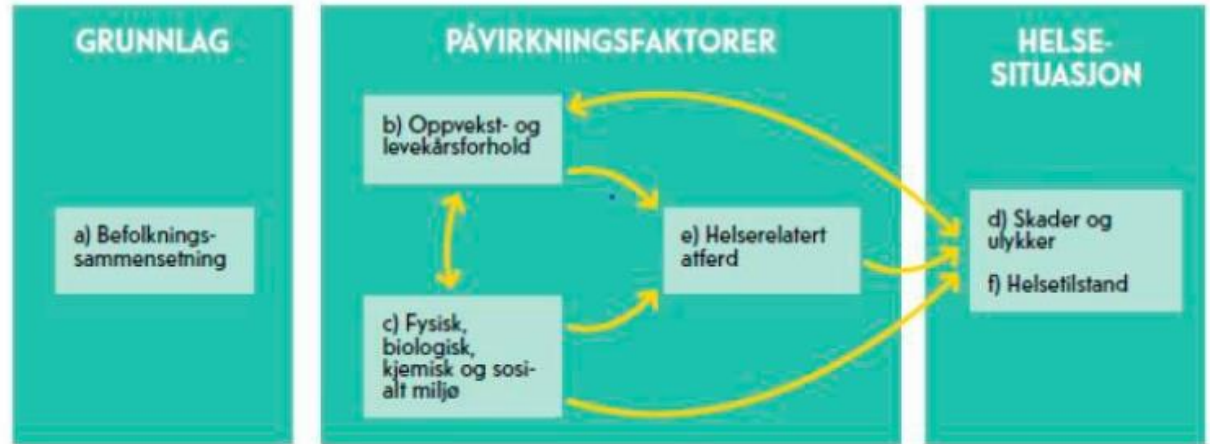 GRUNNLAG
a) Befolknings-
sammensetning
PÅVIRKNINGSFAKTORER
b) Oppvekst- og
levekårsforhold
c) Fysisk,
biologisk,
kjemisk og sosi-
alt miljø
e) Helserelatert
atferd
HELSE-
SITUASJON
d) Skader og
ulykker
f) Helsetilstand